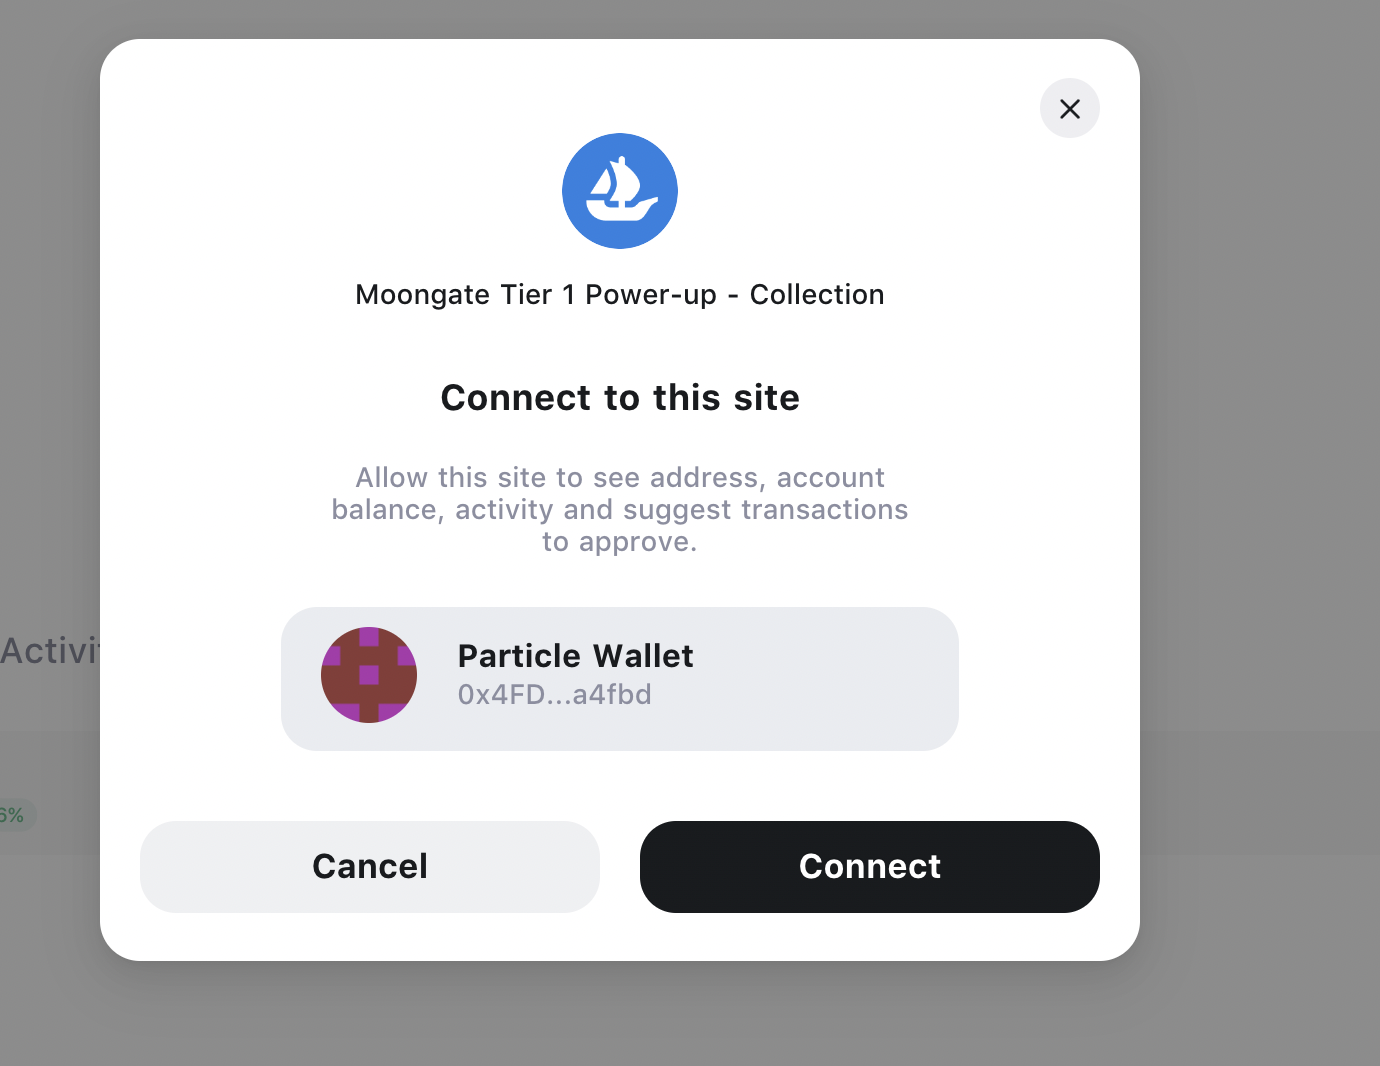 Moongate Tier 1 Power-up - Collection
Connect to this site
Allow this site to see address, account
balance, activity and suggest transactions
to approve.
Activi
Particle Wallet
0x4FD...a4fbd
6%
Cancel
Connect